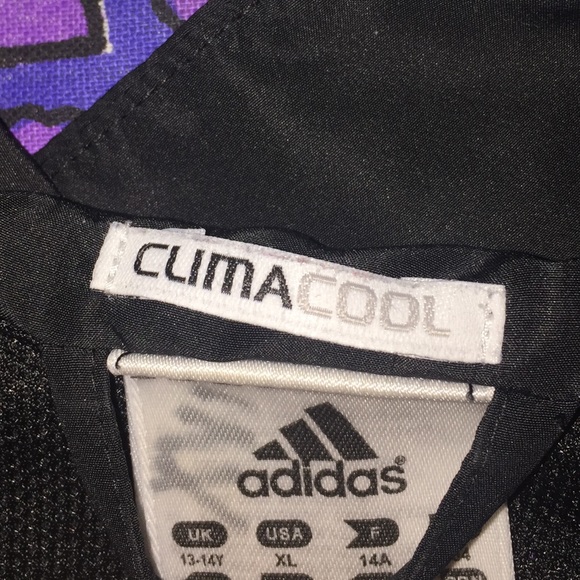 CLIMACOOL
adidas®
UK USA F
13-14Y XL 14A